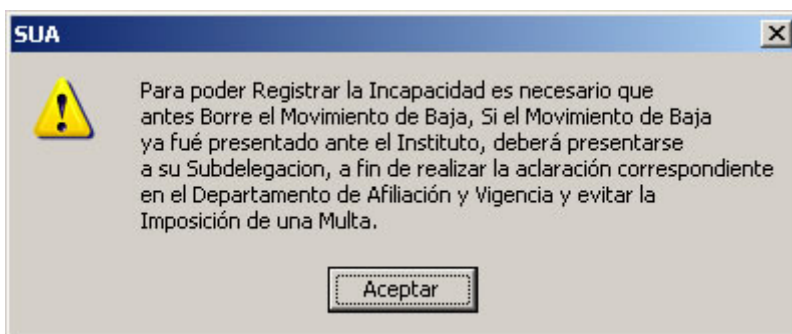 SUA
Para poder Registrar la Incapacidad es necesario que
antes Borre el Movimiento de Baja, Si el Movimiento de Baja
ya fué presentado ante el Instituto, deberá presentarse
a su Subdelegacion, a fin de realizar la aclaración correspondiente
en el Departamento de Afiliación y Vigencia y evitar la
Imposición de una Multa.
Aceptar